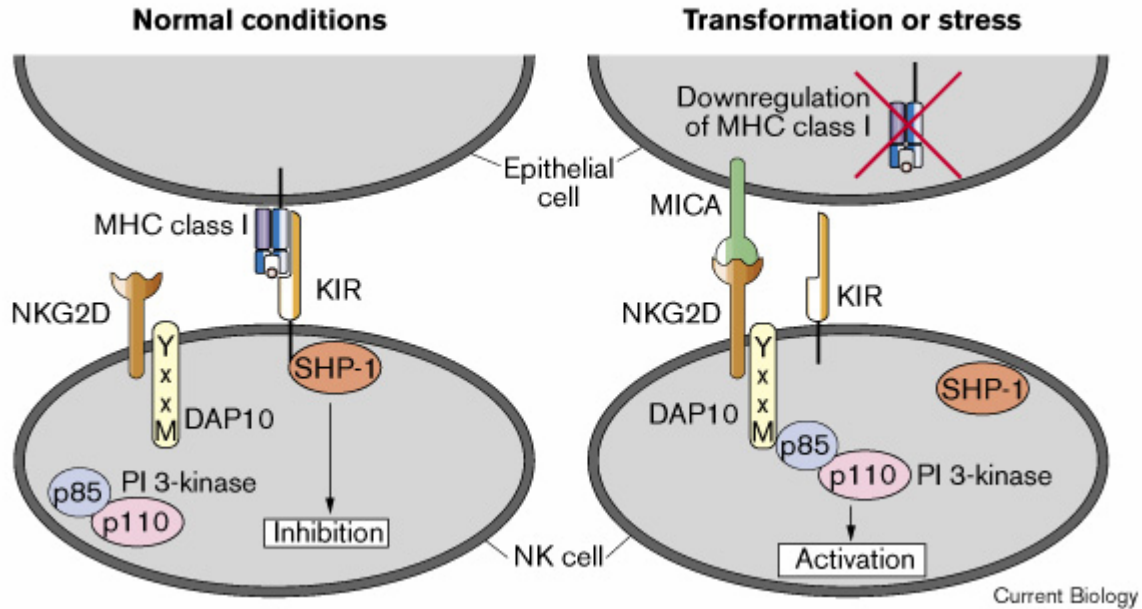 Normal conditions
Transformation or stress
Downregulation
of MHC class I
Epithelial
cell
MICA
MHC class I
KIR
NKG2D
KIR
NKG2D
Y
x
x
M
SHP-1
DAP10
Y
x
x
M
SHP-1
DAP10
p85
p110
PI 3-kinase
p85
p110
PI 3-kinase
Inhibition
NK cell
Activation
Current Biology